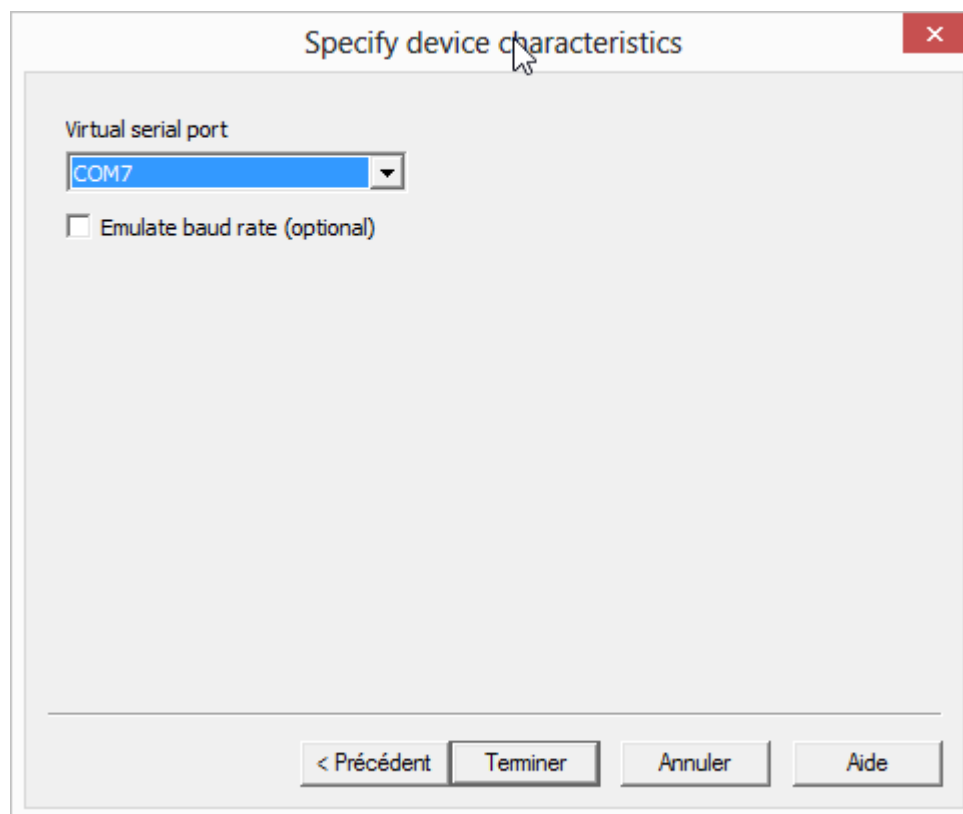 Specify device characteristics
Virtual serial port
COM7
Emulate baud rate (optional)
< Précédent Terminer Annuler Aide